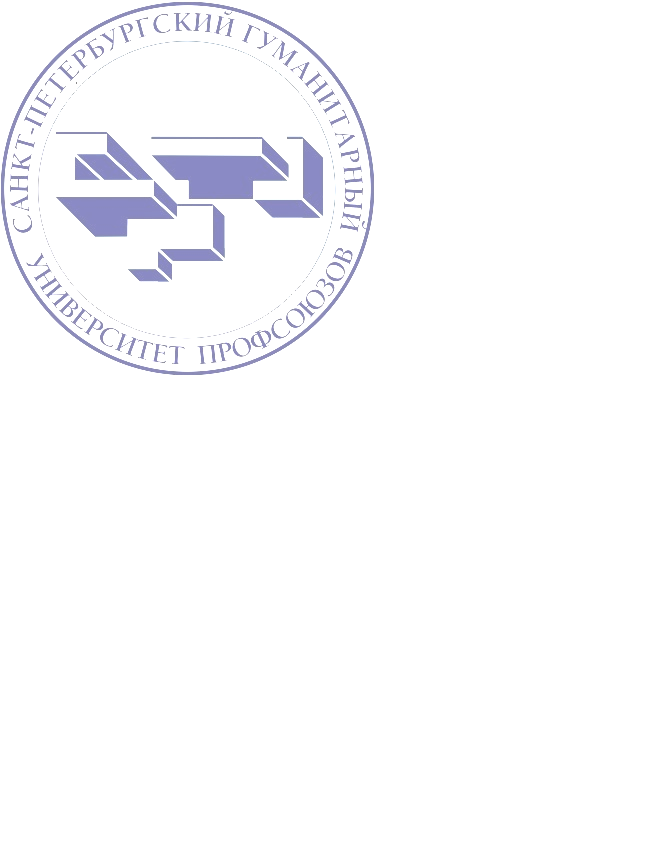 САНКТ-ПЕТЕРБУРГСКИЙ ГУМАНИТАРНЫЙ
УНИВЕРСИТЕТ ПРОФСОЮЗОВ